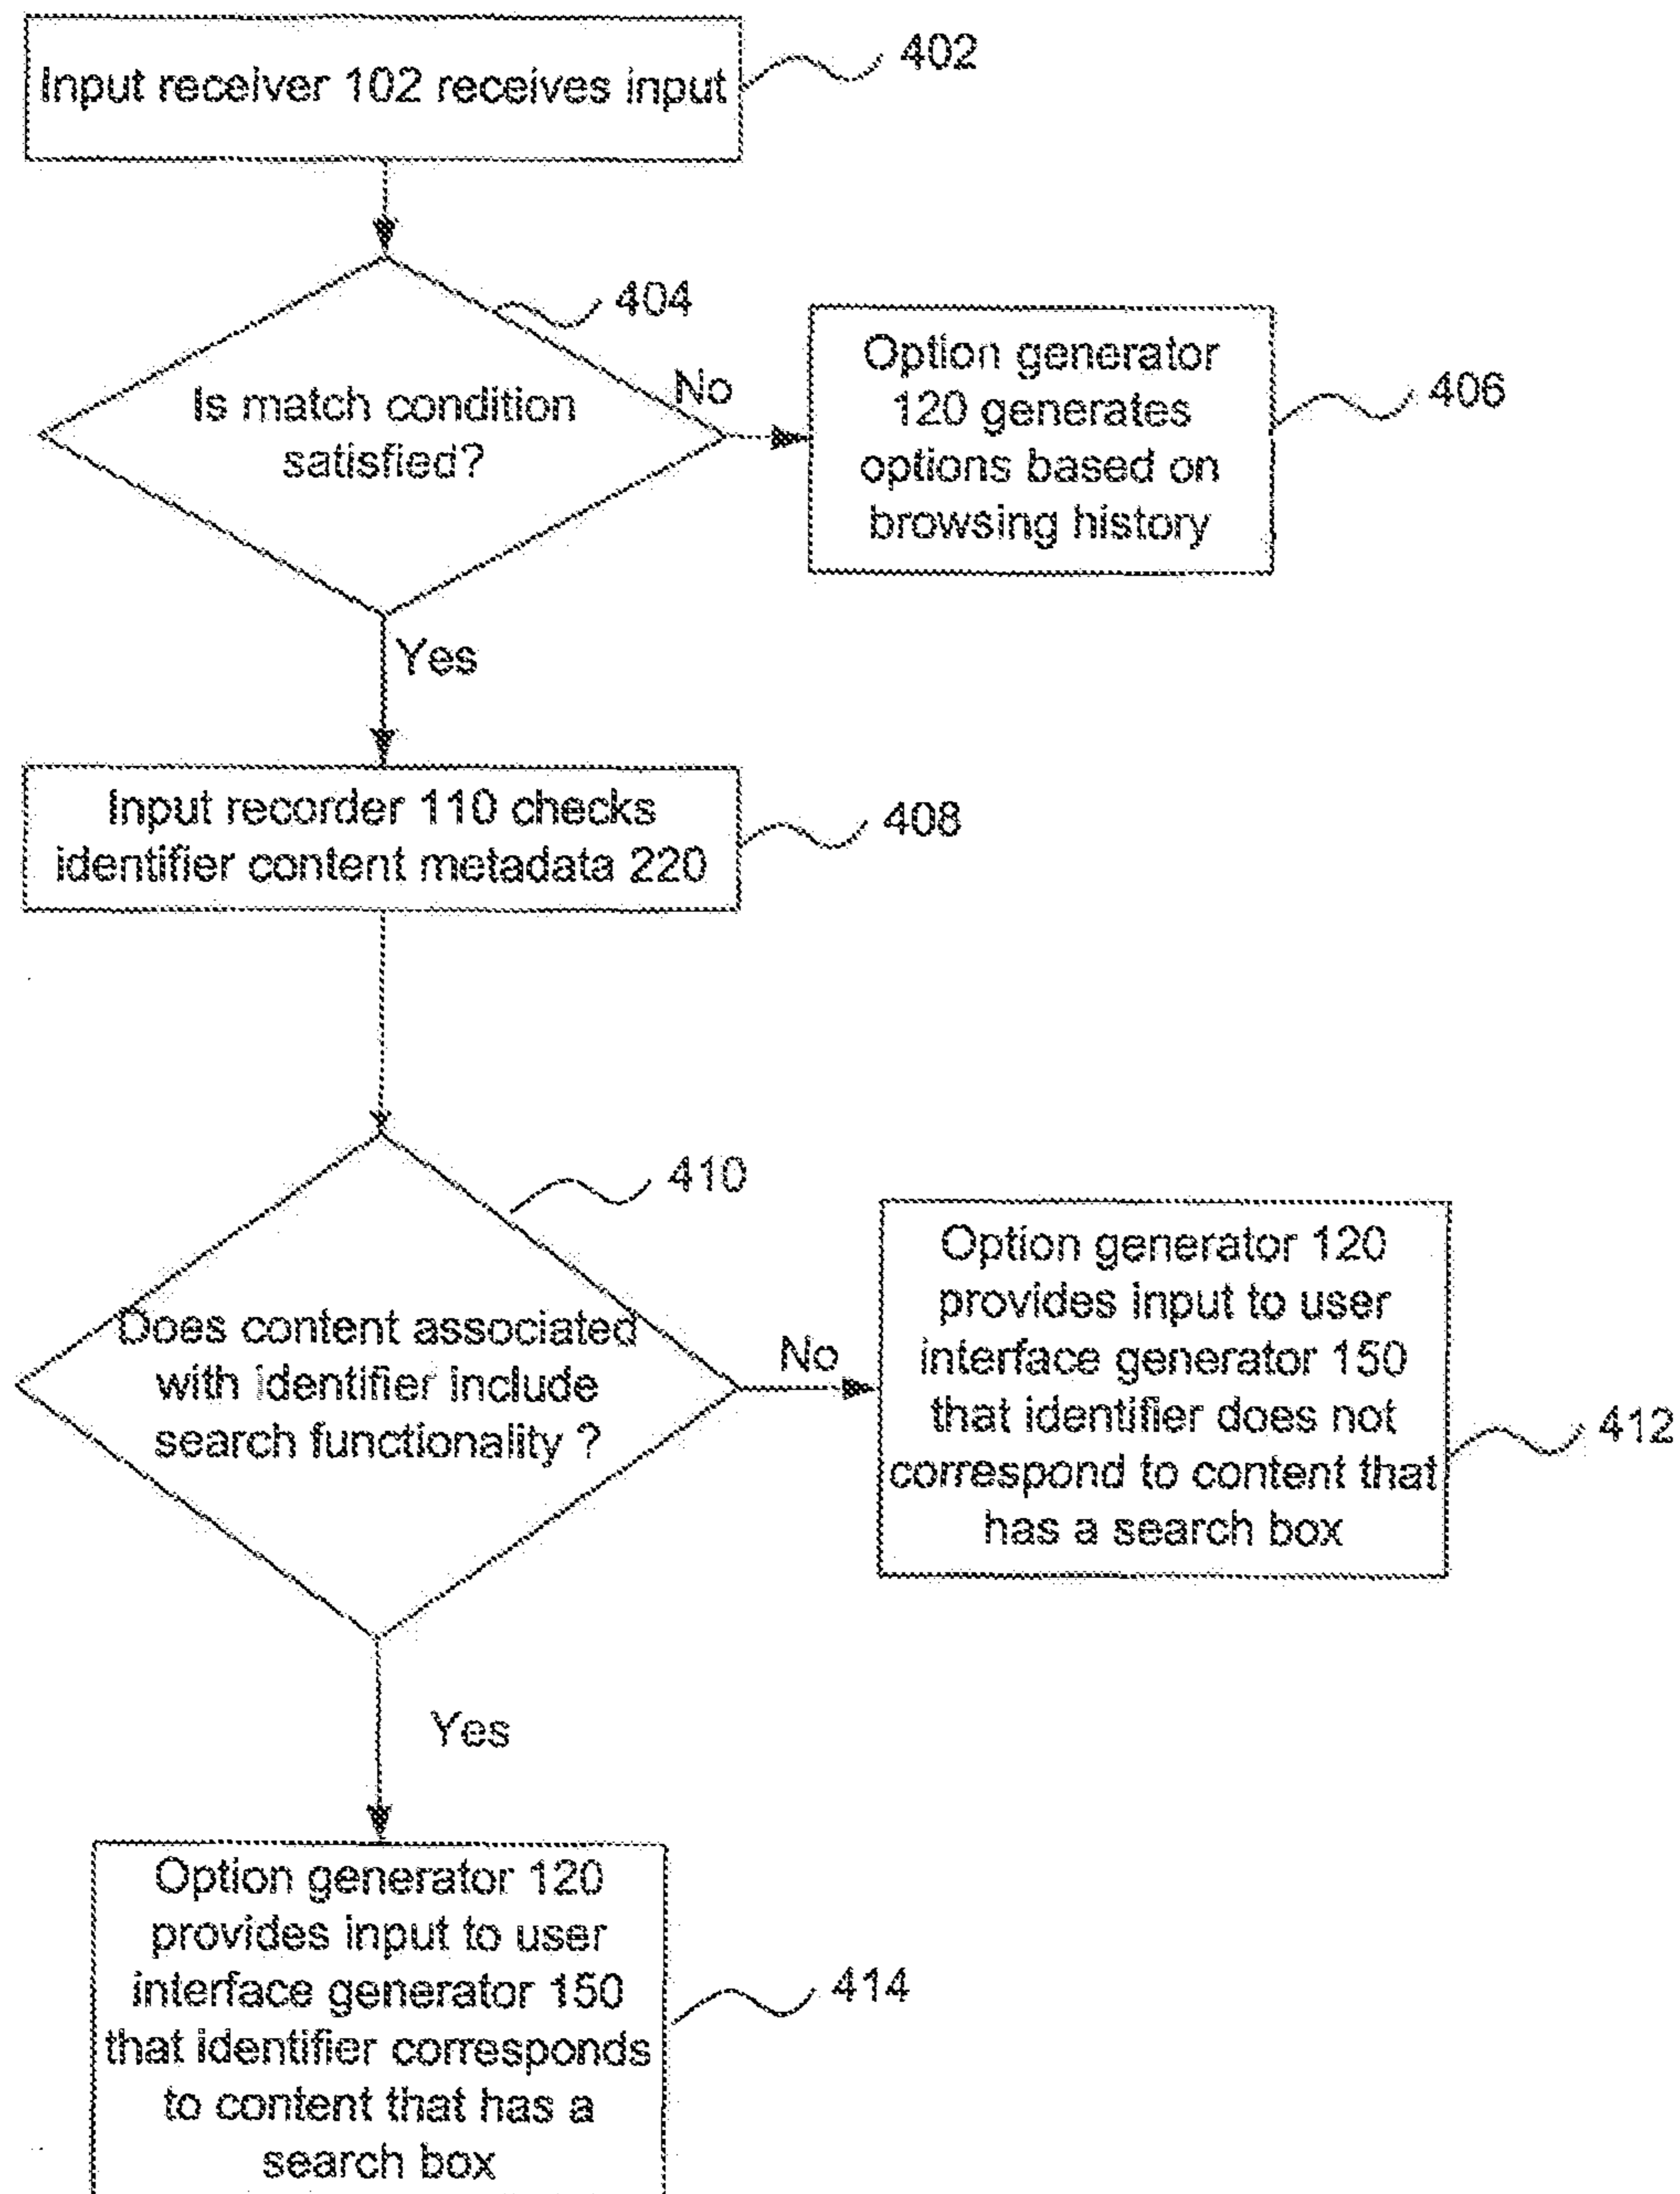 Input receiver 102 receives input
402
404
Is match condition
satisfied?
No
Option generator
120 generates
options based on
browsing history
406
Yes
Input recorder 110 checks
identifier content metadata 220
408
410
Does content associated
with identifier include
search functionality ?
No
Option generator 120
provides input to user
interface generator 150
that identifier does not
correspond to content that
has a search box
412
Yes
Option generator 120
provides input to user
interface generator 150
that identifier corresponds
to content that has a
search box
414